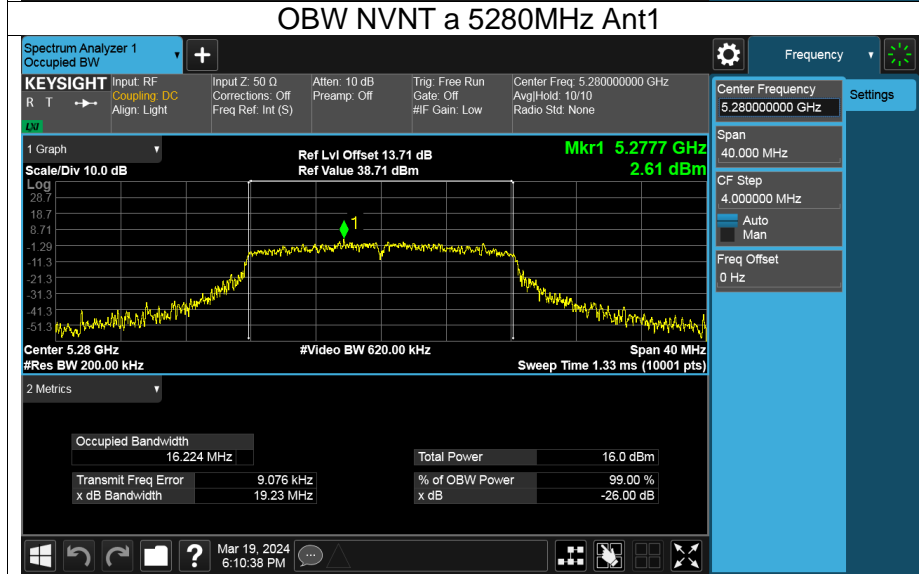 OBW NVNT a 5280MHz Ant1
Spectrum Analyzer 1
Occupied BW
+
Frequency
KEYSIGHT
R T
LXI
Input: RF
Coupling: DC
Align: Light
Input Z: 50 Ω
Corrections: Off
Freq Ref: Int (S)
Atten: 10 dB
Preamp: Off
Trig: Free Run
Gate: Off
#IF Gain: Low
Center Freq: 5.280000000 GHz
Avg|Hold: 10/10
Radio Std: None
Center Frequency
5.280000000 GHz
Settings
Span
40.000 MHz
CF Step
4.000000 MHz
Auto
Man
Freq Offset
0 Hz
1 Graph
Scale/Div 10.0 dB
Ref Lvl Offset 13.71 dB
Ref Value 38.71 dBm
Mkr1 5.2777 GHz
2.61 dBm
Log
28.7
18.7
8.71
-1.29
-11.3
-21.3
-31.3
-41.3
-51.3
1
Center 5.28 GHz
#Res BW 200.00 kHz
#Video BW 620.00 kHz
Span 40 MHz
Sweep Time 1.33 ms (10001 pts)
2 Metrics
Occupied Bandwidth
16.224 MHz
Total Power 16.0 dBm
Transmit Freq Error 9.076 kHz
% of OBW Power 99.00 %
x dB Bandwidth 19.23 MHz
x dB -26.00 dB
?
Mar 19, 2024
6:10:38 PM